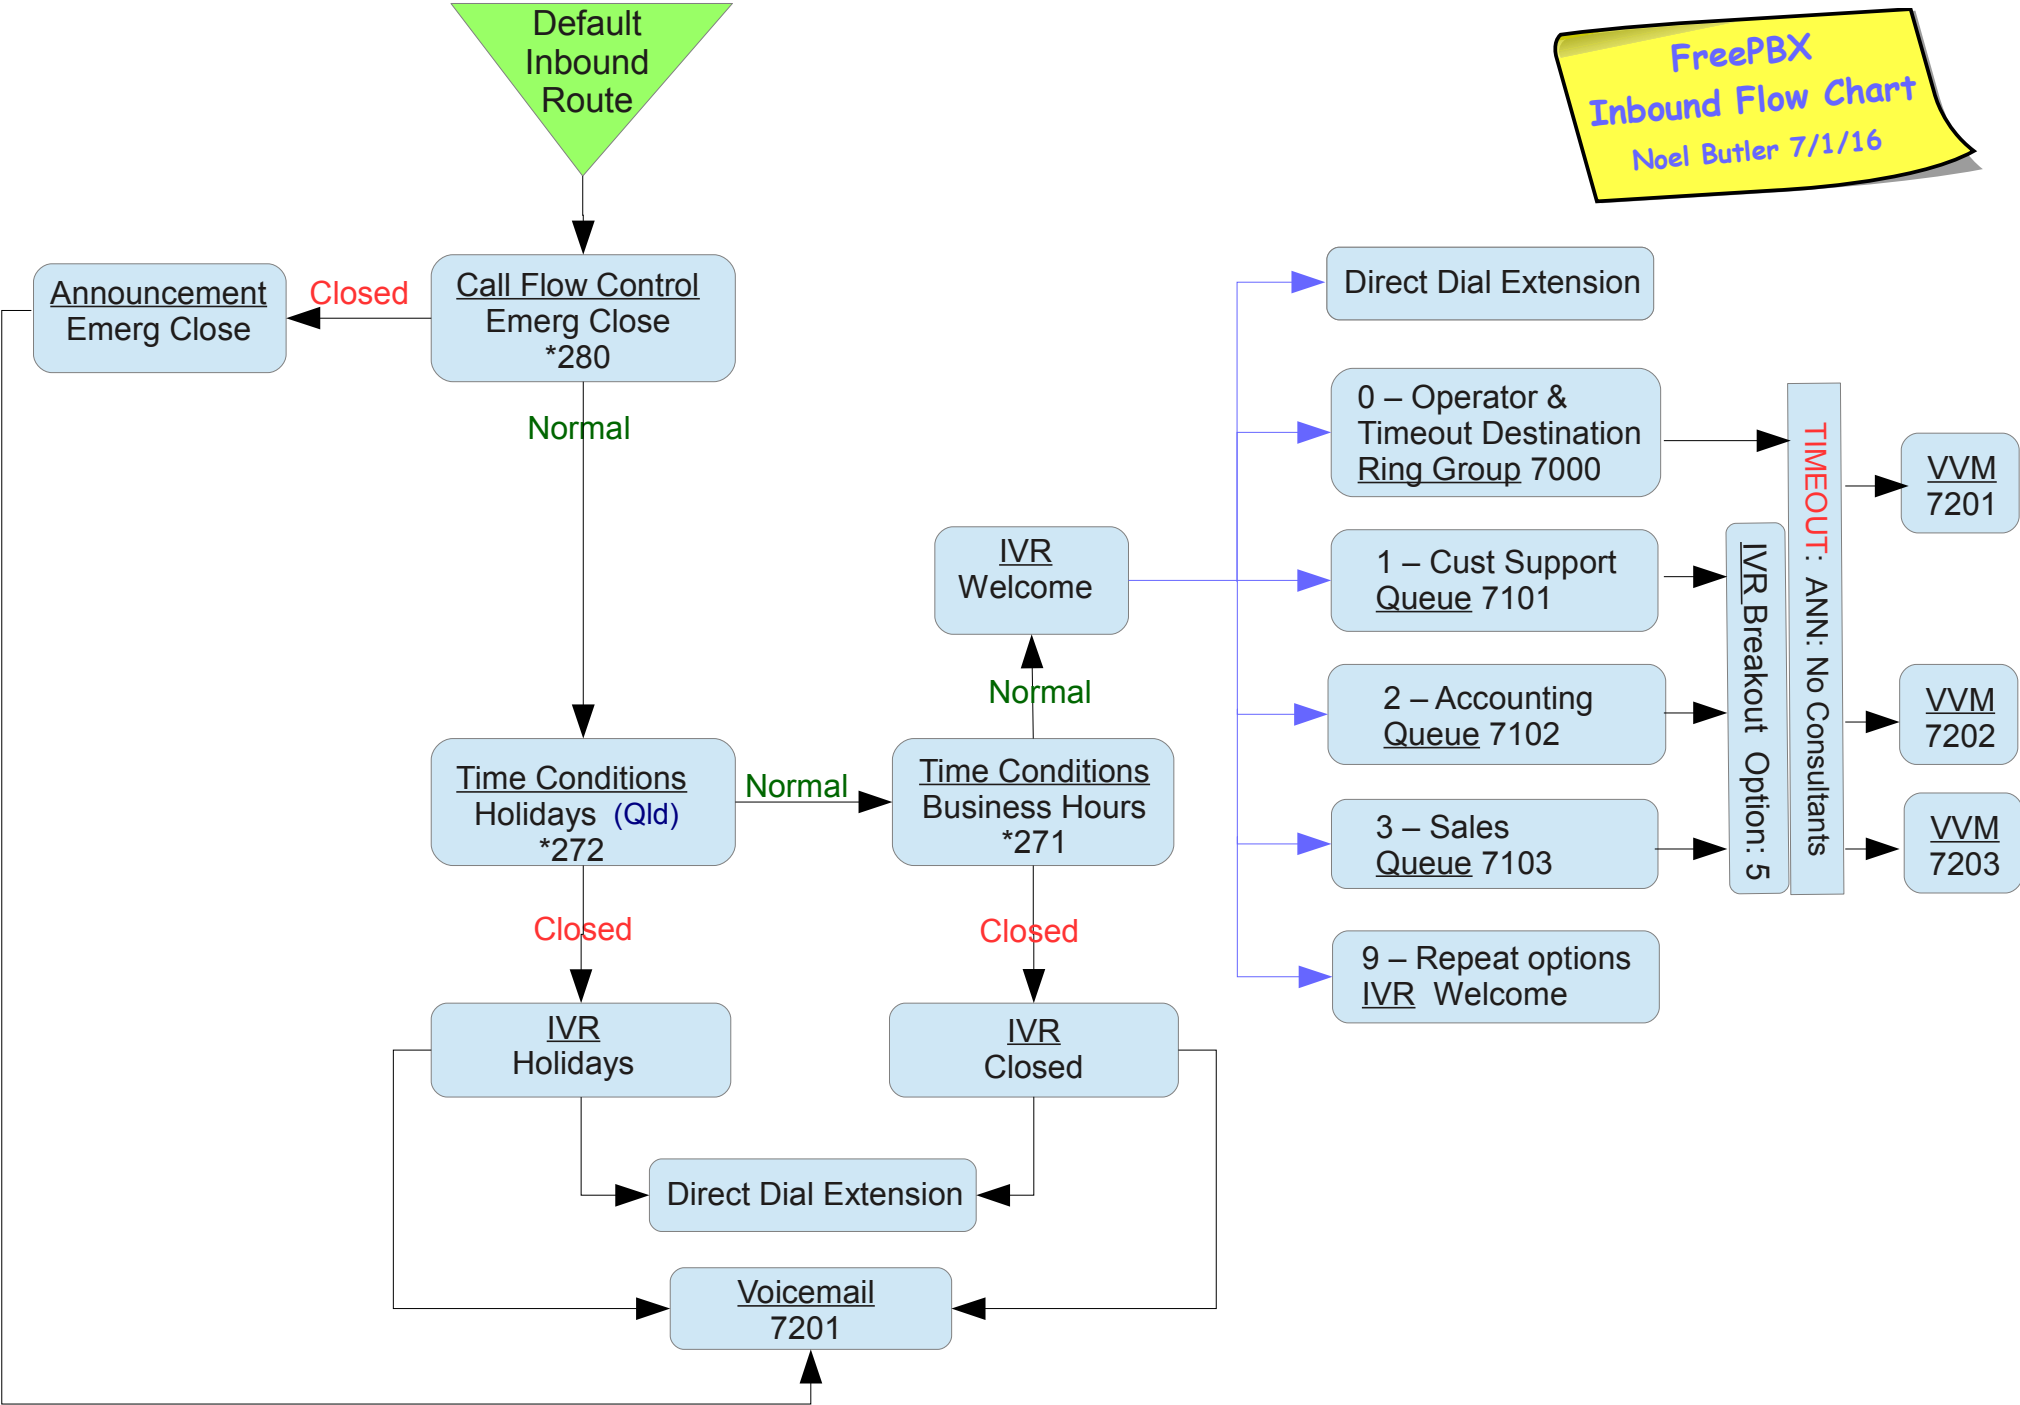 Default
Inbound
Route
FreePBX
Inbound Flow Chart
Noel Butler 7/1/16
Announcement
Emerg Close
Closed
Call Flow Control
Emerg Close
*280
Normal
Time Conditions
Holidays (Qld)
*272
Normal
Time Conditions
Business Hours
*271
Normal
IVR
Welcome
Closed
Closed
IVR
Holidays
IVR
Closed
Direct Dial Extension
Voicemail
7201
Direct Dial Extension
0 – Operator &
Timeout Destination
Ring Group 7000
1 – Cust Support
Queue 7101
2 – Accounting
Queue 7102
3 – Sales
Queue 7103
9 – Repeat options
IVR Welcome
IVR Breakout Option: 5
TIMEOUT: ANN: No Consultants
VVM
7201
VVM
7202
VVM
7203